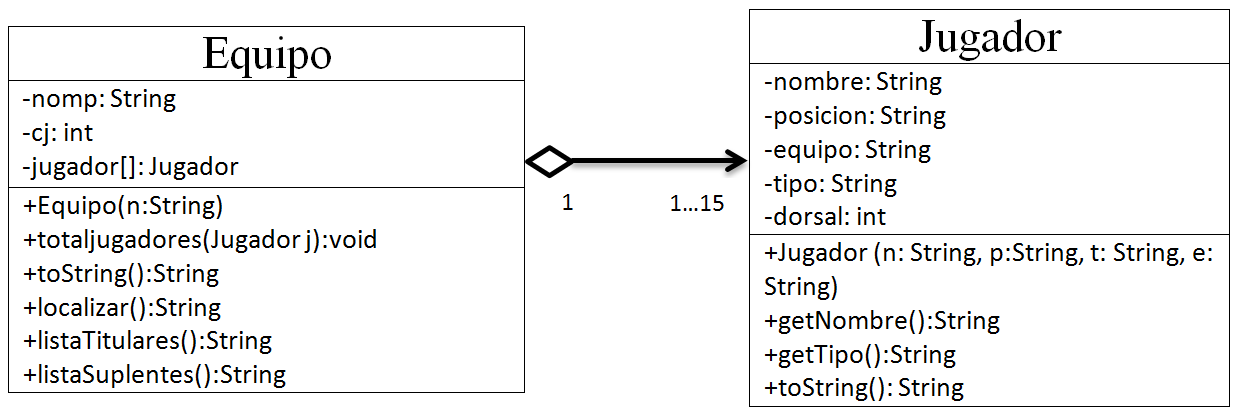 Equipo
-nomp: String
-cj: int
-jugador[]: Jugador
+Equipo(n:String)
+totaljugadores(Jugador j):void
+toString():String
+localizar():String
+listaTitulares():String
+listaSuplentes():String
1
1...15
Jugador
-nombre: String
-posicion: String
-equipo: String
-tipo: String
-dorsal: int
+Jugador (n: String, p:String, t: String, e:
String)
+getNombre():String
+getTipo():String
+toString(): String